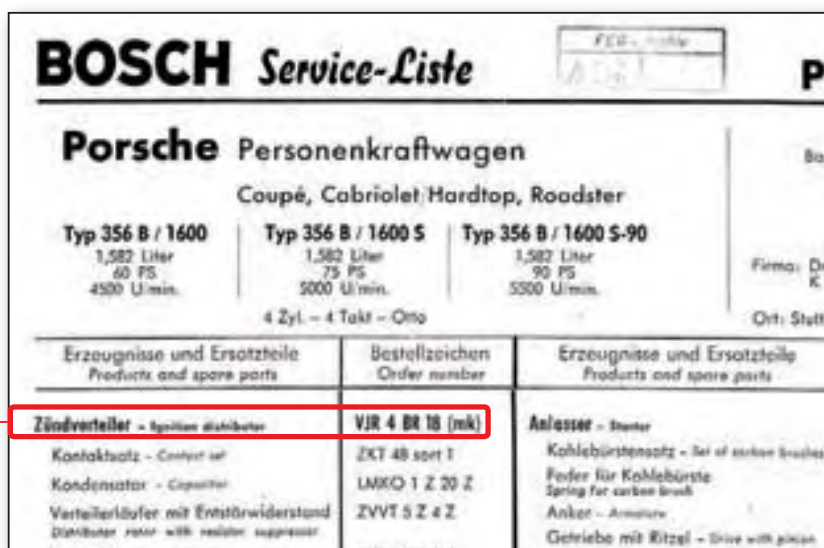 BOSCH Service-Liste
P
Porsche Personenkraftwagen
Coupé, Cabriolet Hardtop, Roadster
Typ 356 B / 1600
1,582 Liter
60 PS
4500 U/min.
Typ 356 B / 1600 S
1,582 Liter
75 PS
5000 U/min.
Typ 356 B / 1600 S-90
1,582 Liter
90 PS
5500 U/min.
4 Zyl. – 4 Takt – Otto
Bo
Firma: D
K
Ort: Stutt
Erzeugnisse und Ersatzteile
Products and spare parts
Bestellzeichen
Order number
Zündverteiler - Ignition distributor
VJR 4 BR 18 (mk)
Kontaktsatz - Contact set
ZKT 4B sort 1
Kondensator - Capacitor
LMKO 1 Z 20 Z
Verteilerläufer mit Entstörwiderstand
Distributor rotor with resistor suppressor
ZVVT 5 Z 4 Z
Erzeugnisse und Ersatzteile
Products and spare parts
Anlasser - Starter
Kohlebürstensatz - Set of carbon brushes
Feder für Kohlebürste
Spring for carbon brush
Anker - Armature
Getriebe mit Ritzel - Drive with pinion